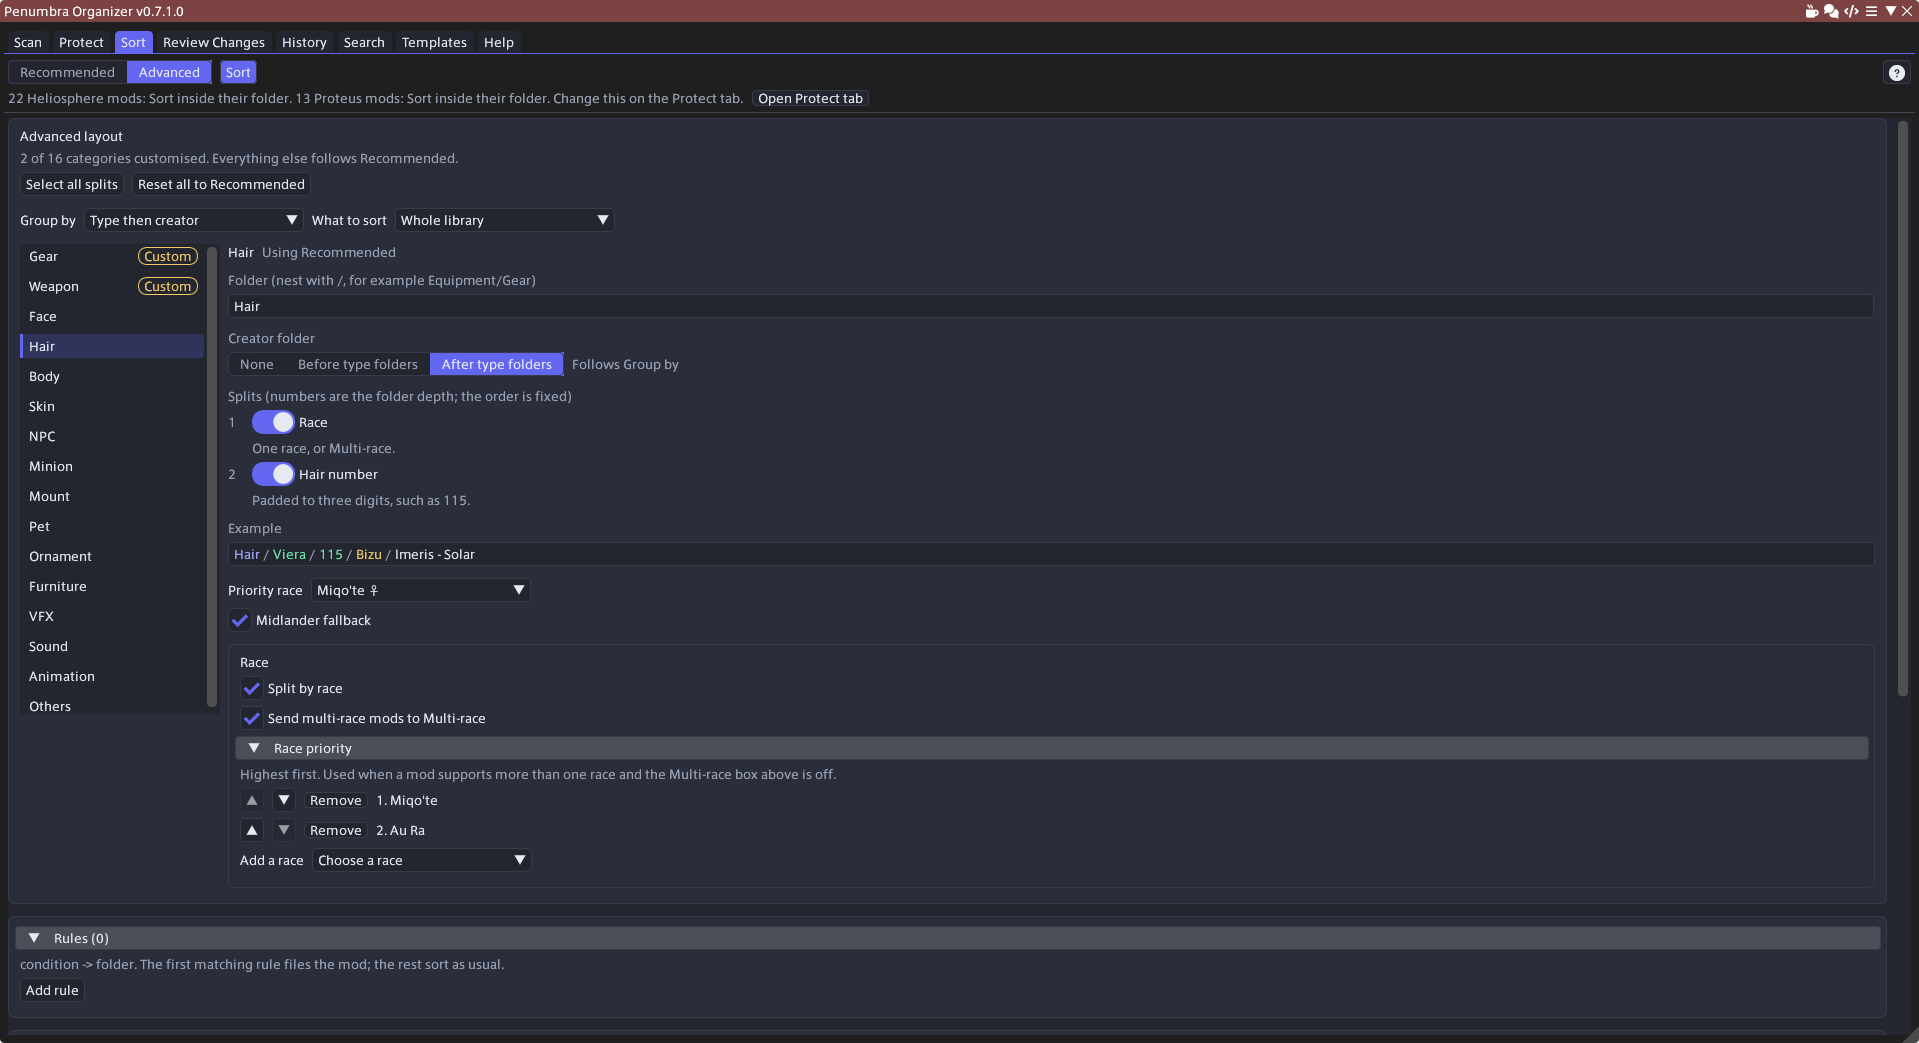 Penumbra Organizer v0.7.1.0
Scan Protect Sort Review Changes History Search Templates Help
Recommended Advanced Sort
?
22 Heliosphere mods: Sort inside their folder. 13 Proteus mods: Sort inside their folder. Change this on the Protect tab. Open Protect tab
Advanced layout
2 of 16 categories customised. Everything else follows Recommended.
Select all splits Reset all to Recommended
Group by Type then creator What to sort Whole library
Gear Custom
Weapon Custom
Face
Hair
Body
Skin
NPC
Minion
Mount
Pet
Ornament
Furniture
VFX
Sound
Animation
Others
Hair Using Recommended
Folder (nest with /, for example Equipment/Gear)
Hair
Creator folder
None Before type folders After type folders Follows Group by
Splits (numbers are the folder depth; the order is fixed)
1 Race
One race, or Multi-race.
2 Hair number
Padded to three digits, such as 115.
Example
Hair / Viera / 115 / Bizu / Imeris - Solar
Priority race Miqo'te ♀
Midlander fallback
Race
Split by race
Send multi-race mods to Multi-race
Race priority
Highest first. Used when a mod supports more than one race and the Multi-race box above is off.
Remove 1. Miqo'te
Remove 2. Au Ra
Add a race Choose a race
Rules (0)
condition -> folder. The first matching rule files the mod; the rest sort as usual.
Add rule